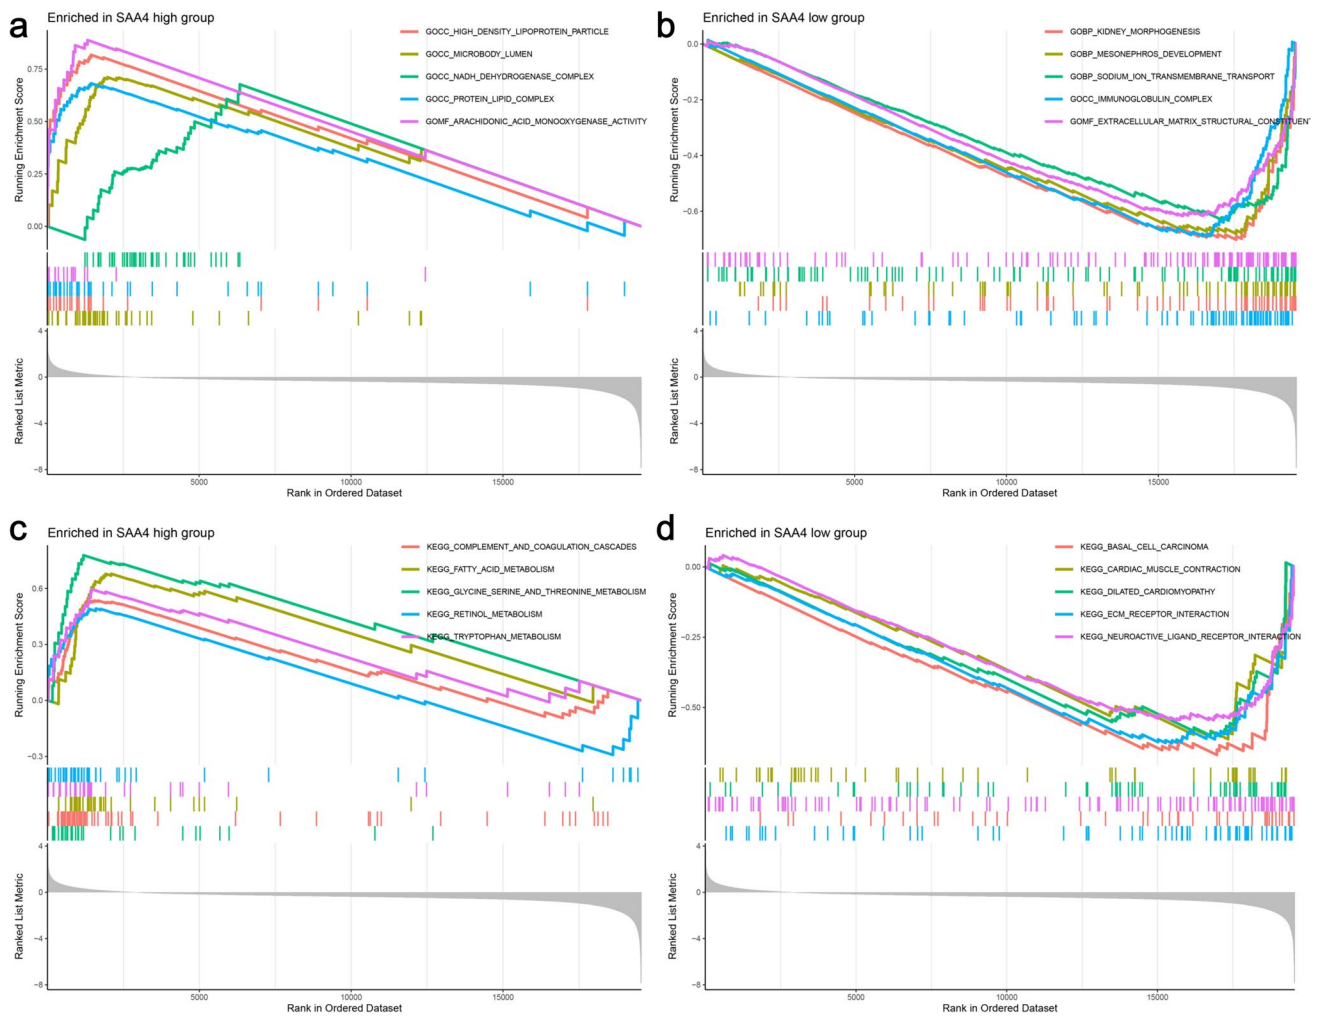 a
Enriched in SAA4 high group
GOCC_HIGH_DENSITY_LIPOPROTEIN_PARTICLE
GOCC_MICROBODY_LUMEN
GOCC_NADH_DEHYDROGENASE_COMPLEX
GOCC_PROTEIN_LIPID_COMPLEX
GOMF_ARACHIDONIC_ACID_MONOOXYGENASE_ACTIVITY
Running Enrichment Score
0.75
0.50
0.25
0.00
Ranked List Metric
4
0
−4
−8
5000
10000
15000
Rank in Ordered Dataset
b
Enriched in SAA4 low group
GOBP_KIDNEY_MORPHOGENESIS
GOBP_MESONEPHROS_DEVELOPMENT
GOBP_SODIUM_ION_TRANSMEMBRANE_TRANSPORT
GOCC_IMMUNOGLOBULIN_COMPLEX
GOMF_EXTRACELLULAR_MATRIX_STRUCTURAL_CONSTITUEN
Running Enrichment Score
0.0
−0.2
−0.4
−0.6
Ranked List Metric
4
0
−4
−8
5000
10000
15000
Rank in Ordered Dataset
c
Enriched in SAA4 high group
KEGG_COMPLEMENT_AND_COAGULATION_CASCADES
KEGG_FATTY_ACID_METABOLISM
KEGG_GLYCINE_SERINE_AND_THREONINE_METABOLISM
KEGG_RETINOL_METABOLISM
KEGG_TRYPTOPHAN_METABOLISM
Running Enrichment Score
0.6
0.3
0.0
−0.3
Ranked List Metric
4
0
−4
−8
5000
10000
15000
Rank in Ordered Dataset
d
Enriched in SAA4 low group
KEGG_BASAL_CELL_CARCINOMA
KEGG_CARDIAC_MUSCLE_CONTRACTION
KEGG_DILATED_CARDIOMYOPATHY
KEGG_ECM_RECEPTOR_INTERACTION
KEGG_NEUROACTIVE_LIGAND_RECEPTOR_INTERACTION
Running Enrichment Score
0.00
−0.25
−0.50
Ranked List Metric
4
0
−4
−8
5000
10000
15000
Rank in Ordered Dataset